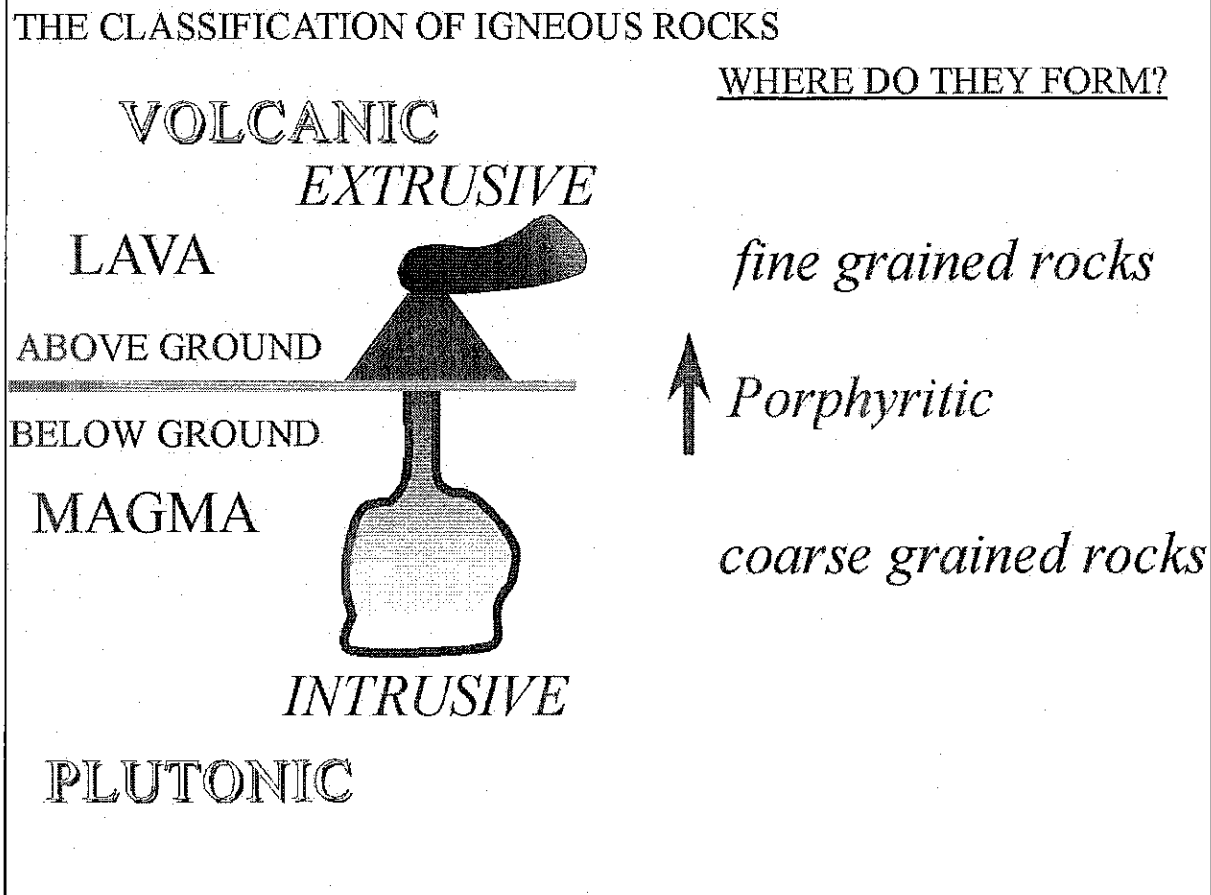 THE CLASSIFICATION OF IGNEOUS ROCKS
WHERE DO THEY FORM?
VOLCANIC
EXTRUSIVE
LAVA
fine grained rocks
ABOVE GROUND
Porphyritic
BELOW GROUND
MAGMA
coarse grained rocks
INTRUSIVE
PLUTONIC